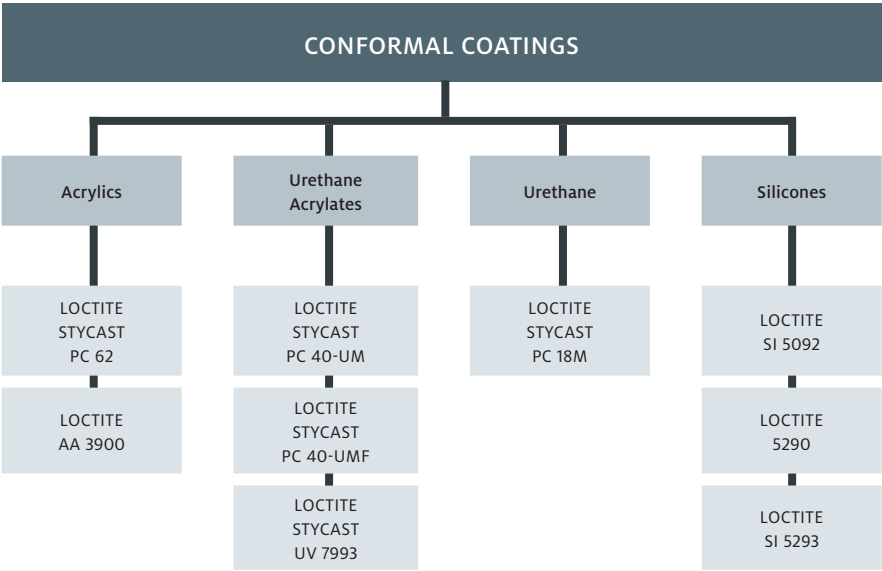 CONFORMAL COATINGS
Acrylics
Urethane
Acrylates
Urethane
Silicones
LOCTITE
STYCAST
PC 62
LOCTITE
AA 3900
LOCTITE
STYCAST
PC 40-UM
LOCTITE
STYCAST
PC 40-UMF
LOCTITE
STYCAST
UV 7993
LOCTITE
STYCAST
PC 18M
LOCTITE
SI 5092
LOCTITE
5290
LOCTITE
SI 5293